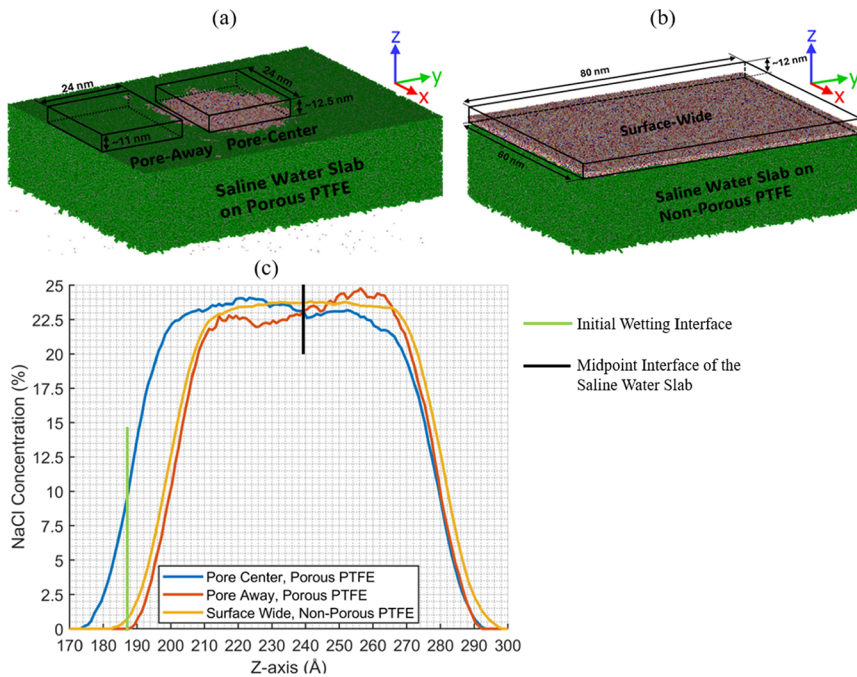 (a)
24 nm
24 nm
~12.5 nm
~11 nm
Pore-Away
Pore-Center
Saline Water Slab
on Porous PTFE
z
y
x
(b)
80 nm
~12 nm
60 nm
Surface-Wide
Saline Water Slab on
Non-Porous PTFE
z
y
x
(c)
NaCl Concentration (%)
25
22.5
20
17.5
15
12.5
10
7.5
5
2.5
0
Pore Center, Porous PTFE
Pore Away, Porous PTFE
Surface Wide, Non-Porous PTFE
170 180 190 200 210 220 230 240 250 260 270 280 290 300
Z-axis (Å)
Initial Wetting Interface
Midpoint Interface of the
Saline Water Slab